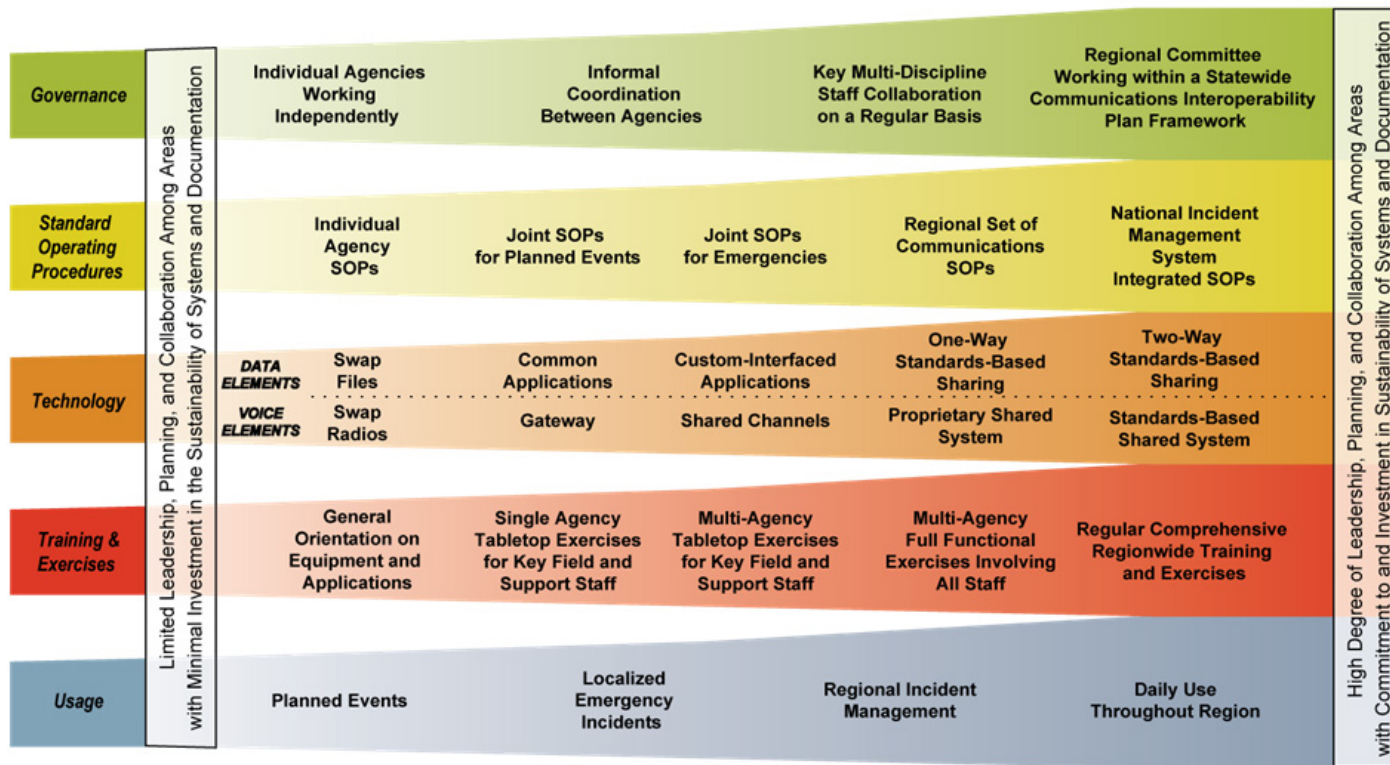 Limited Leadership, Planning, and Collaboration Among Areas
with Minimal Investment in the Sustainability of Systems and Documentation
Governance
Individual Agencies
Working
Independently
Informal
Coordination
Between Agencies
Key Multi-Discipline
Staff Collaboration
on a Regular Basis
Regional Committee
Working within a Statewide
Communications Interoperability
Plan Framework
Standard
Operating
Procedures
Individual
Agency
SOPs
Joint SOPs
for Planned Events
Joint SOPs
for Emergencies
Regional Set of
Communications
SOPs
National Incident
Management
System
Integrated SOPs
Technology
DATA
ELEMENTS
Swap
Files
Common
Applications
Custom-Interfaced
Applications
One-Way
Standards-Based
Sharing
Two-Way
Standards-Based
Sharing
VOICE
ELEMENTS
Swap
Radios
Gateway
Shared Channels
Proprietary Shared
System
Standards-Based
Shared System
Training &
Exercises
General
Orientation on
Equipment and
Applications
Single Agency
Tabletop Exercises
for Key Field and
Support Staff
Multi-Agency
Tabletop Exercises
for Key Field and
Support Staff
Multi-Agency
Full Functional
Exercises Involving
All Staff
Regular Comprehensive
Regionwide Training
and Exercises
Usage
Planned Events
Localized
Emergency
Incidents
Regional Incident
Management
Daily Use
Throughout Region
High Degree of Leadership, Planning, and Collaboration Among Areas
with Commitment to and Investment in Sustainability of Systems and Documentation